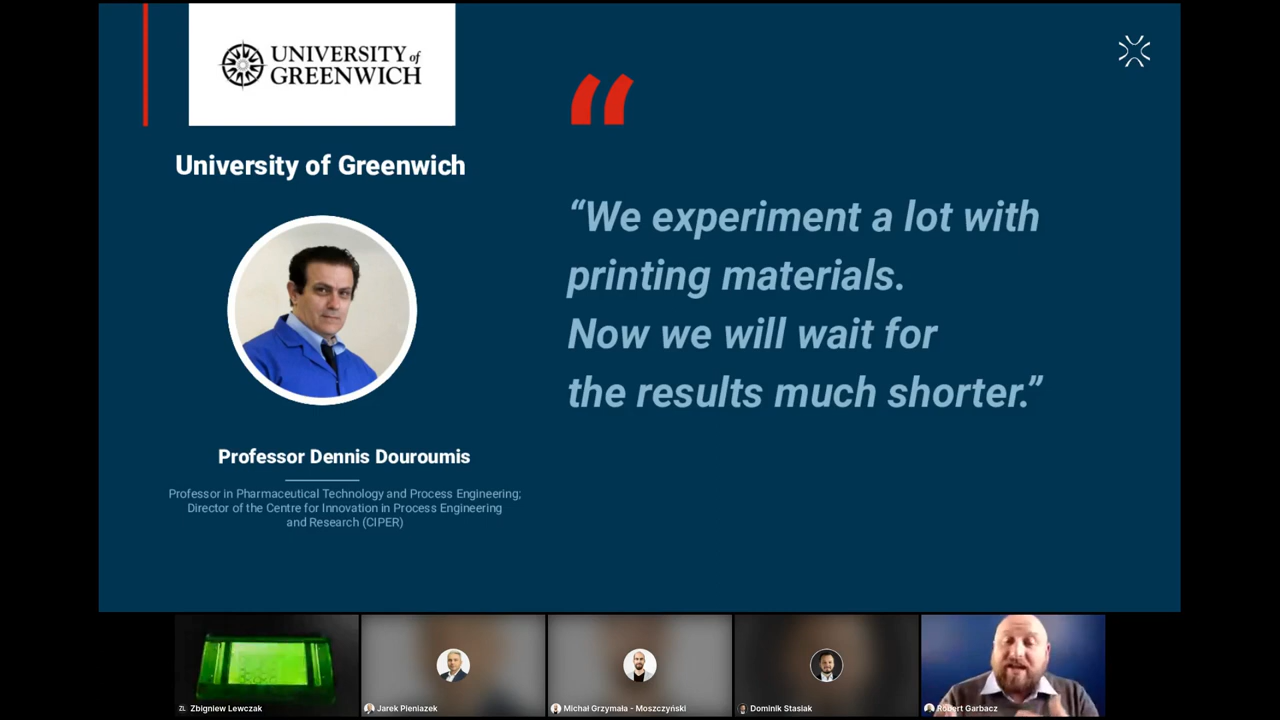 UNIVERSITY of
GREENWICH
University of Greenwich
Professor Dennis Douroumis
Professor in Pharmaceutical Technology and Process Engineering;
Director of the Centre for Innovation in Process Engineering
and Research (CIPER)
“We experiment a lot with
printing materials.
Now we will wait for
the results much shorter.”
ZL Zbigniew Lewczak
Jarek Pieniazek
Michał Grzymała - Moszczyński
Dominik Stasiak
Robert Garbacz